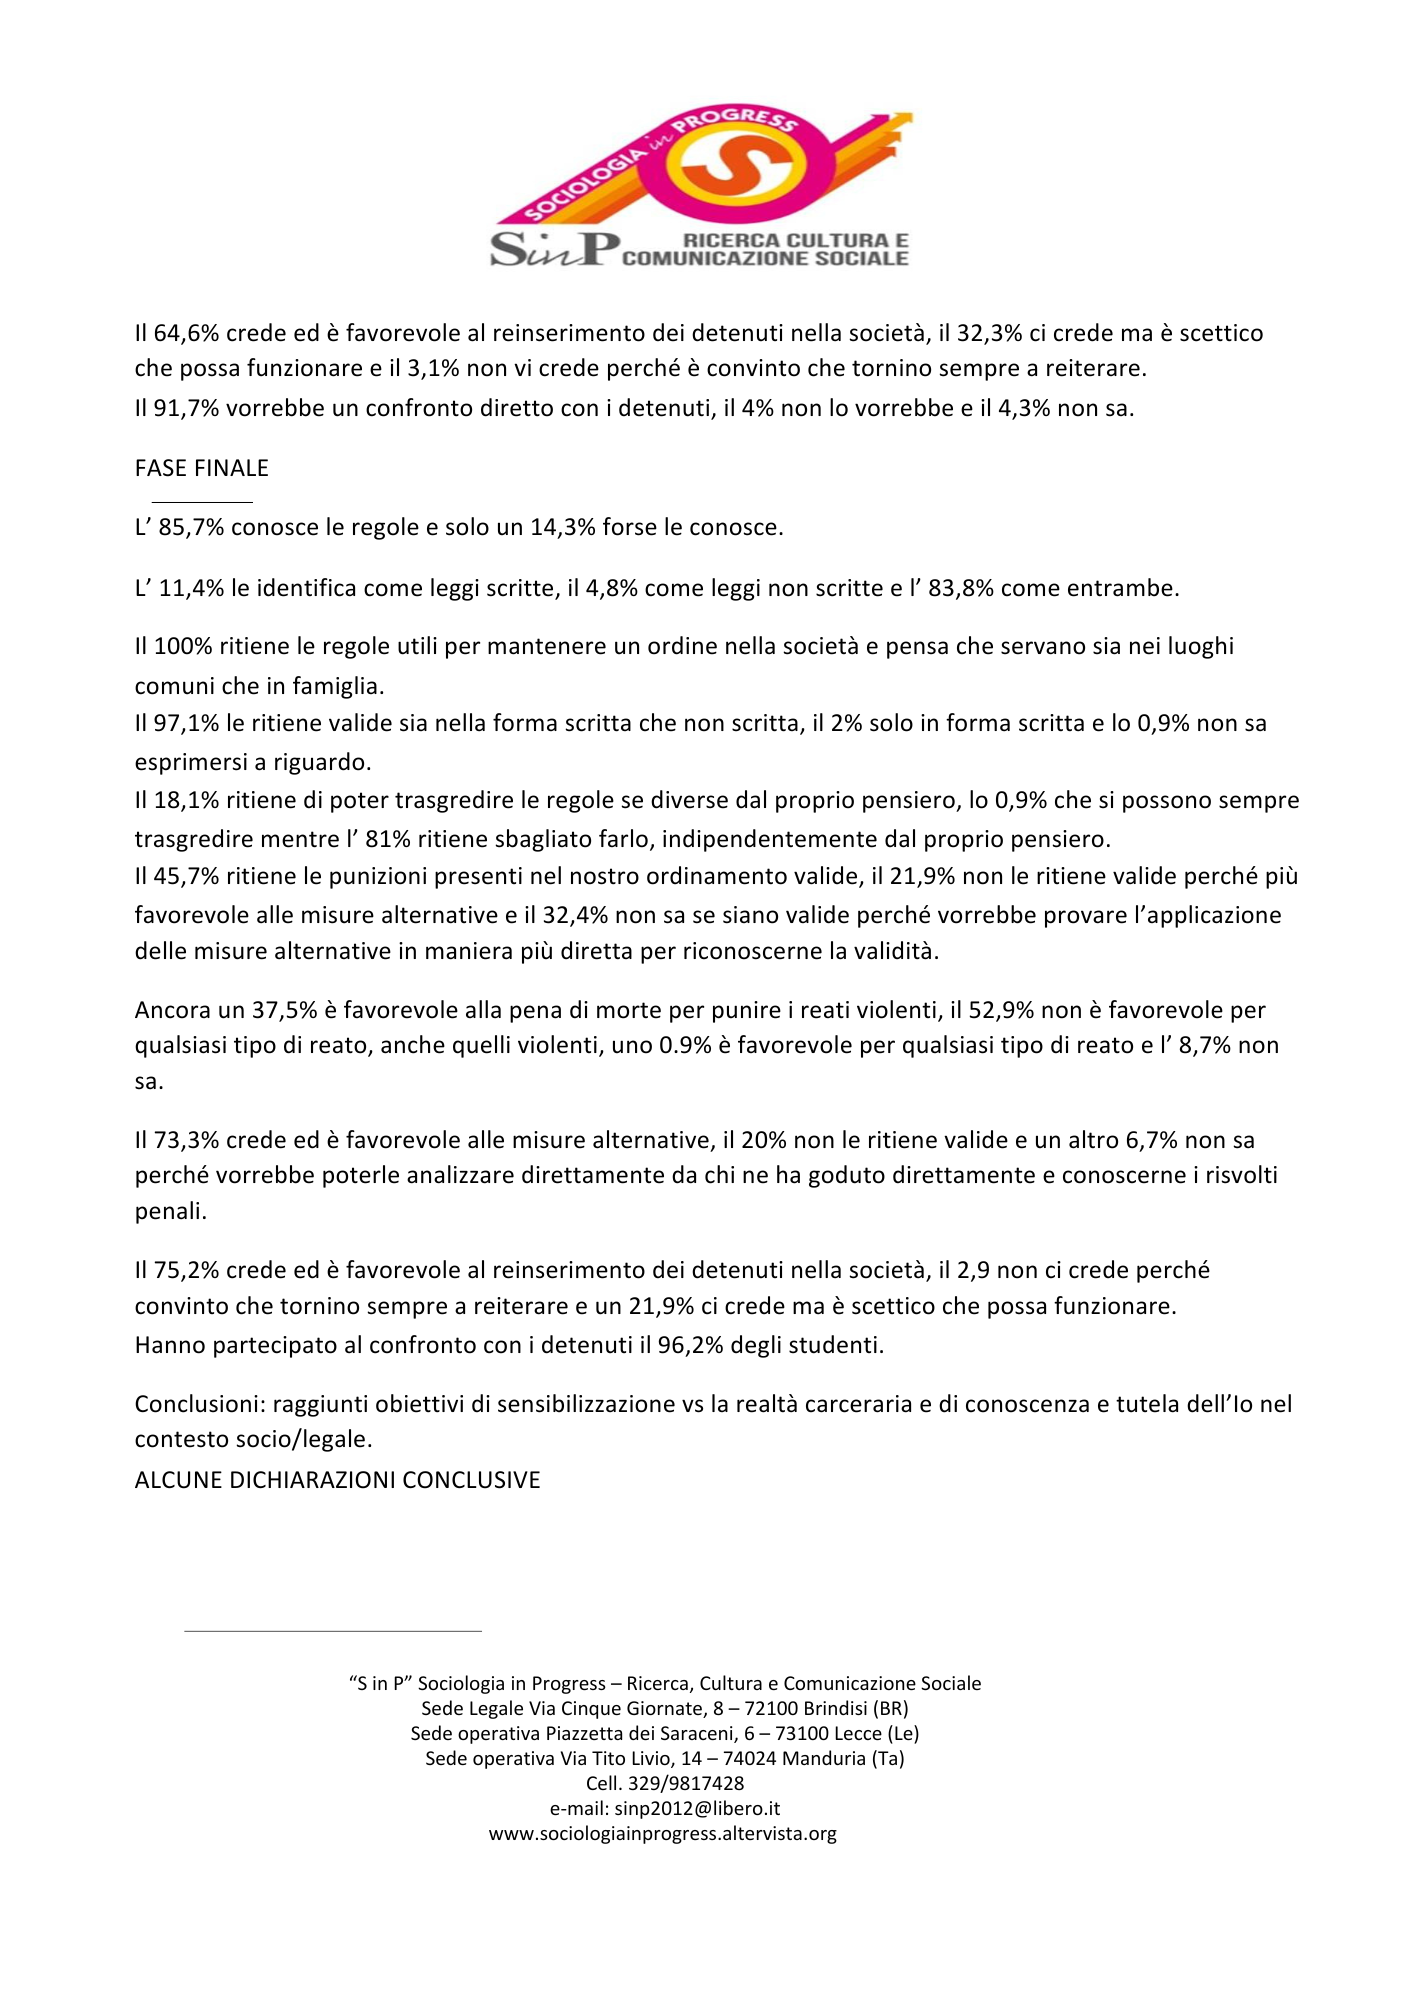 SOCIOLOGIA in PROGRESS
S
SinP RICERCA CULTURA E
COMUNICAZIONE SOCIALE
Il 64,6% crede ed è favorevole al reinserimento dei detenuti nella società, il 32,3% ci crede ma è scettico
che possa funzionare e il 3,1% non vi crede perché è convinto che tornino sempre a reiterare.
Il 91,7% vorrebbe un confronto diretto con i detenuti, il 4% non lo vorrebbe e il 4,3% non sa.
FASE FINALE
L’ 85,7% conosce le regole e solo un 14,3% forse le conosce.
L’ 11,4% le identifica come leggi scritte, il 4,8% come leggi non scritte e l’ 83,8% come entrambe.
Il 100% ritiene le regole utili per mantenere un ordine nella società e pensa che servano sia nei luoghi
comuni che in famiglia.
Il 97,1% le ritiene valide sia nella forma scritta che non scritta, il 2% solo in forma scritta e lo 0,9% non sa
esprimersi a riguardo.
Il 18,1% ritiene di poter trasgredire le regole se diverse dal proprio pensiero, lo 0,9% che si possono sempre
trasgredire mentre l’ 81% ritiene sbagliato farlo, indipendentemente dal proprio pensiero.
Il 45,7% ritiene le punizioni presenti nel nostro ordinamento valide, il 21,9% non le ritiene valide perché più
favorevole alle misure alternative e il 32,4% non sa se siano valide perché vorrebbe provare l’applicazione
delle misure alternative in maniera più diretta per riconoscerne la validità.
Ancora un 37,5% è favorevole alla pena di morte per punire i reati violenti, il 52,9% non è favorevole per
qualsiasi tipo di reato, anche quelli violenti, uno 0.9% è favorevole per qualsiasi tipo di reato e l’ 8,7% non
sa.
Il 73,3% crede ed è favorevole alle misure alternative, il 20% non le ritiene valide e un altro 6,7% non sa
perché vorrebbe poterle analizzare direttamente da chi ne ha goduto direttamente e conoscerne i risvolti
penali.
Il 75,2% crede ed è favorevole al reinserimento dei detenuti nella società, il 2,9 non ci crede perché
convinto che tornino sempre a reiterare e un 21,9% ci crede ma è scettico che possa funzionare.
Hanno partecipato al confronto con i detenuti il 96,2% degli studenti.
Conclusioni: raggiunti obiettivi di sensibilizzazione vs la realtà carceraria e di conoscenza e tutela dell’Io nel
contesto socio/legale.
ALCUNE DICHIARAZIONI CONCLUSIVE
“S in P” Sociologia in Progress – Ricerca, Cultura e Comunicazione Sociale
Sede Legale Via Cinque Giornate, 8 – 72100 Brindisi (BR)
Sede operativa Piazzetta dei Saraceni, 6 – 73100 Lecce (Le)
Sede operativa Via Tito Livio, 14 – 74024 Manduria (Ta)
Cell. 329/9817428
e-mail: sinp2012@libero.it
www.sociologiainprogress.altervista.org